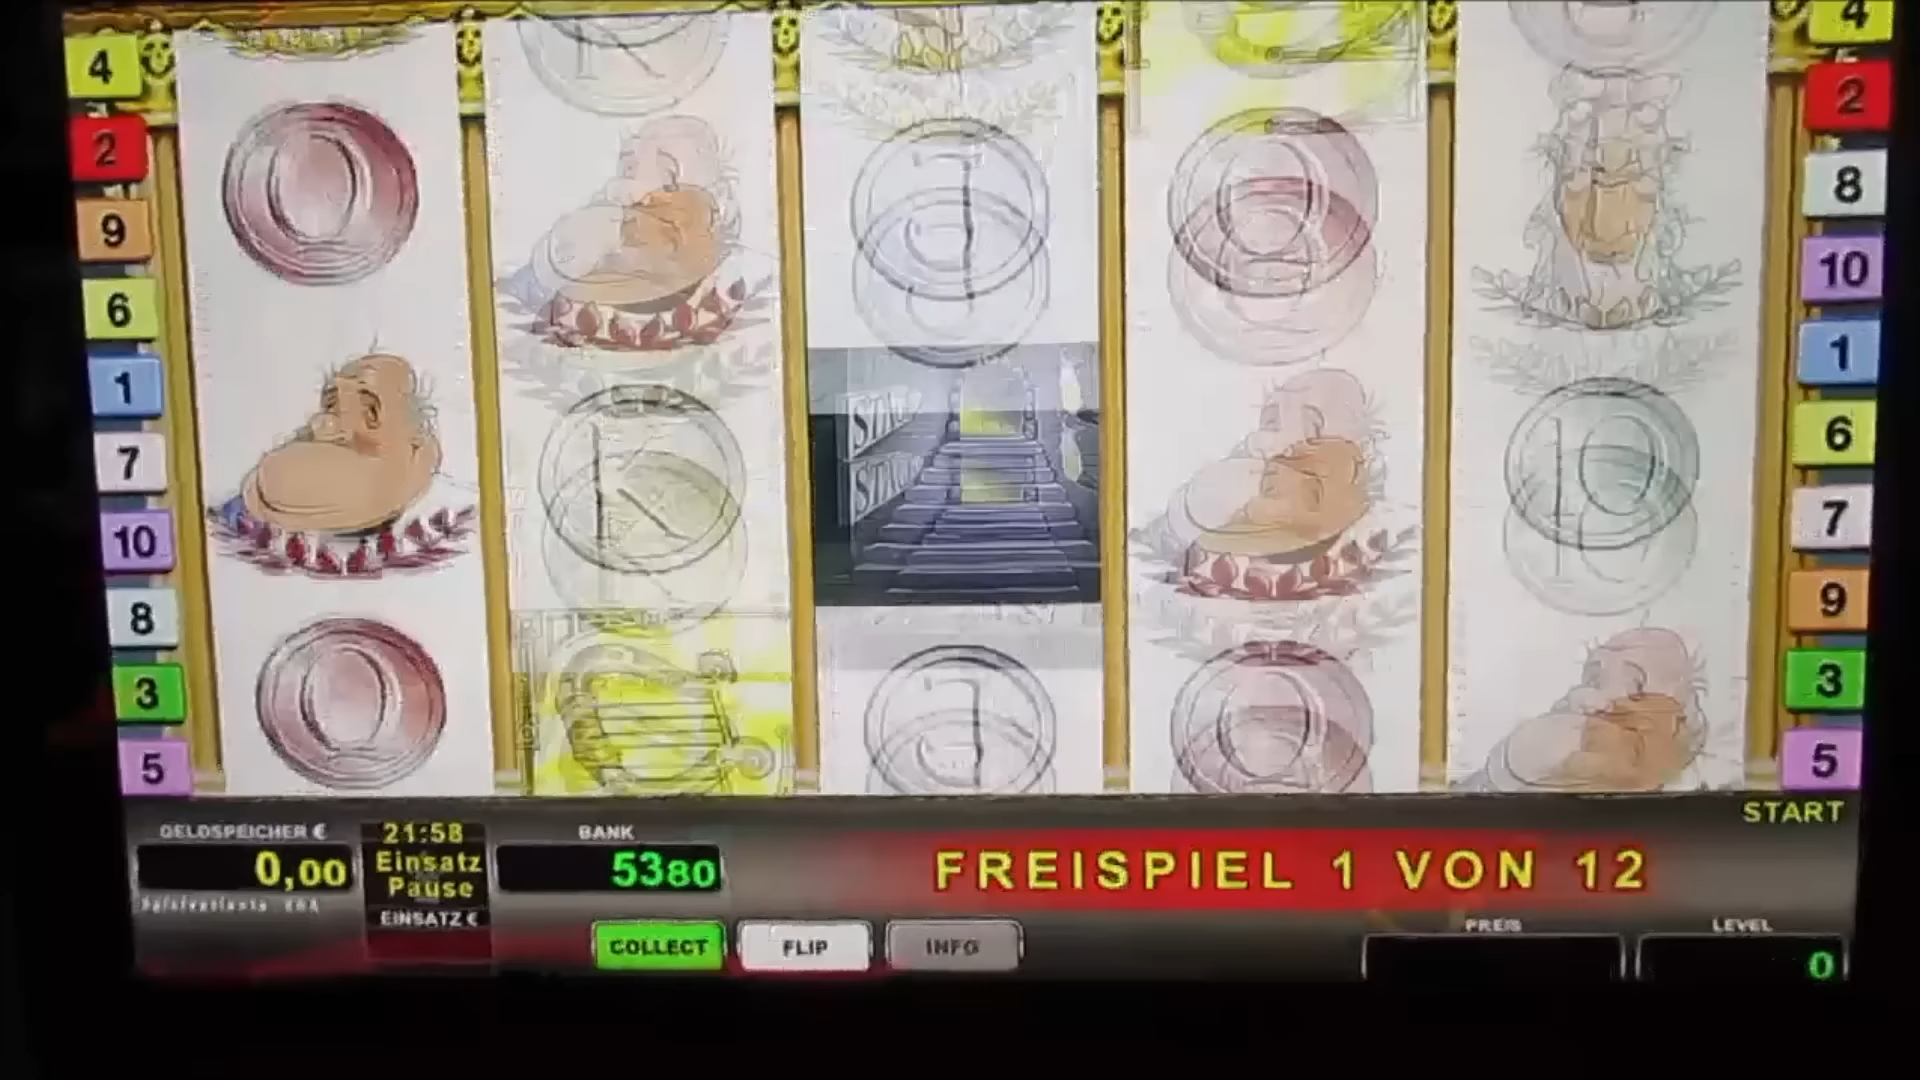 4
2
9
6
1
7
10
8
3
5
Q
Q
K
K
J
J
Q
Q
10
4
2
8
10
1
6
7
9
3
5
START
GELDSPEICHER €
0,00
21:58
Einsatz
Pause
EINSATZ €
BANK
5380
FREISPIEL 1 VON 12
COLLECT
FLIP
INFO
PREIS
LEVEL
0